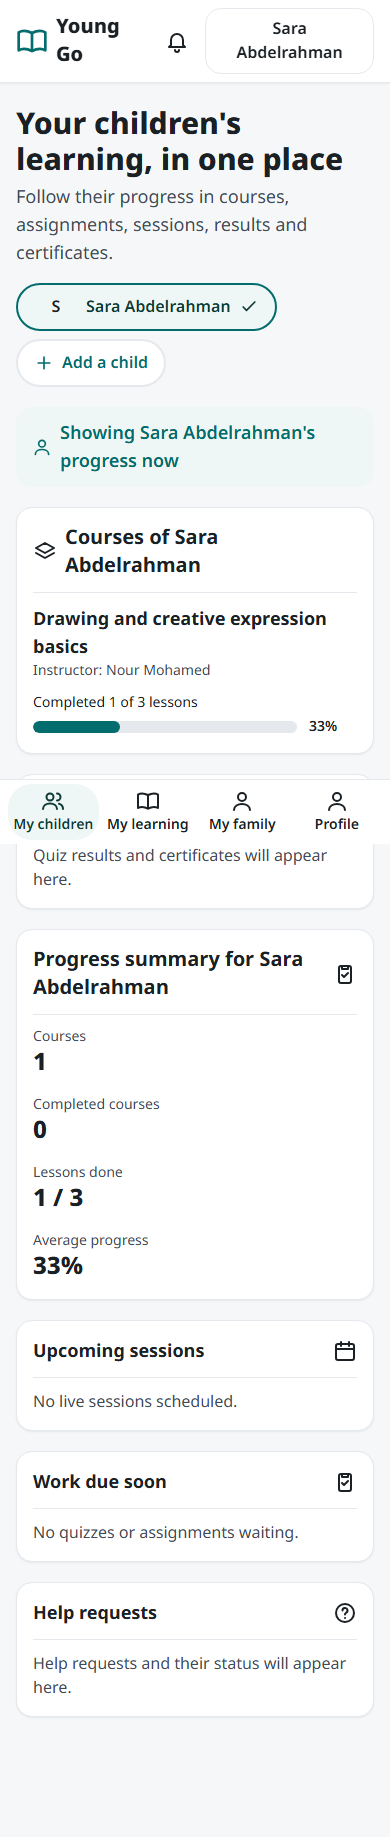 Young
Go
Sara
Abdelrahman
Your children's
learning, in one place
Follow their progress in courses,
assignments, sessions, results and
certificates.
S Sara Abdelrahman
Add a child
Showing Sara Abdelrahman's
progress now
Courses of Sara
Abdelrahman
Drawing and creative expression
basics
Instructor: Nour Mohamed
Completed 1 of 3 lessons
33%
My children My learning My family Profile
Quiz results and certificates will appear
here.
Progress summary for Sara
Abdelrahman
Courses
1
Completed courses
0
Lessons done
1 / 3
Average progress
33%
Upcoming sessions
No live sessions scheduled.
Work due soon
No quizzes or assignments waiting.
Help requests
Help requests and their status will appear
here.